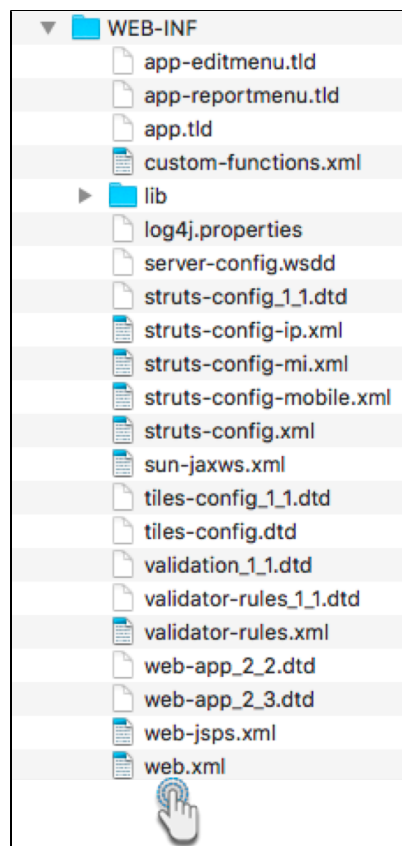 WEB-INF
app-editmenu.tld
app-reportmenu.tld
app.tld
custom-functions.xml
lib
log4j.properties
server-config.wsdd
struts-config_1_1.dtd
struts-config-ip.xml
struts-config-mi.xml
struts-config-mobile.xml
struts-config.xml
sun-jaxws.xml
tiles-config_1_1.dtd
tiles-config.dtd
validation_1_1.dtd
validator-rules_1_1.dtd
validator-rules.xml
web-app_2_2.dtd
web-app_2_3.dtd
web-jsps.xml
web.xml